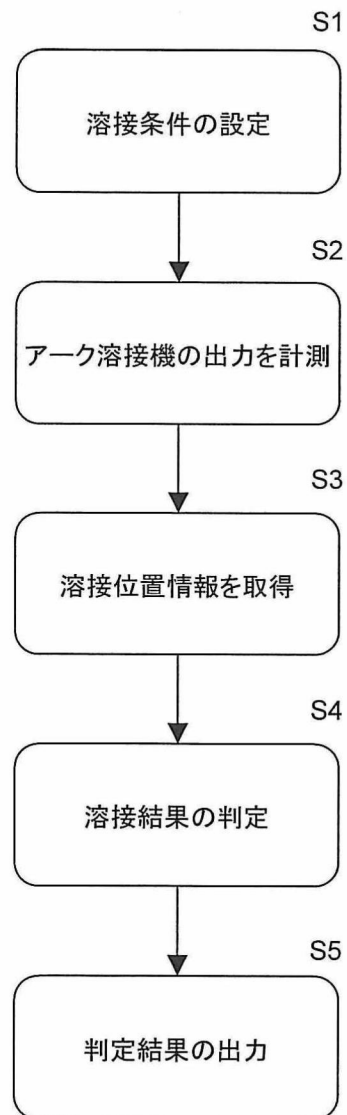 S1
溶接条件の設定
S2
アーク溶接機の出力を計測
S3
溶接位置情報を取得
S4
溶接結果の判定
S5
判定結果の出力